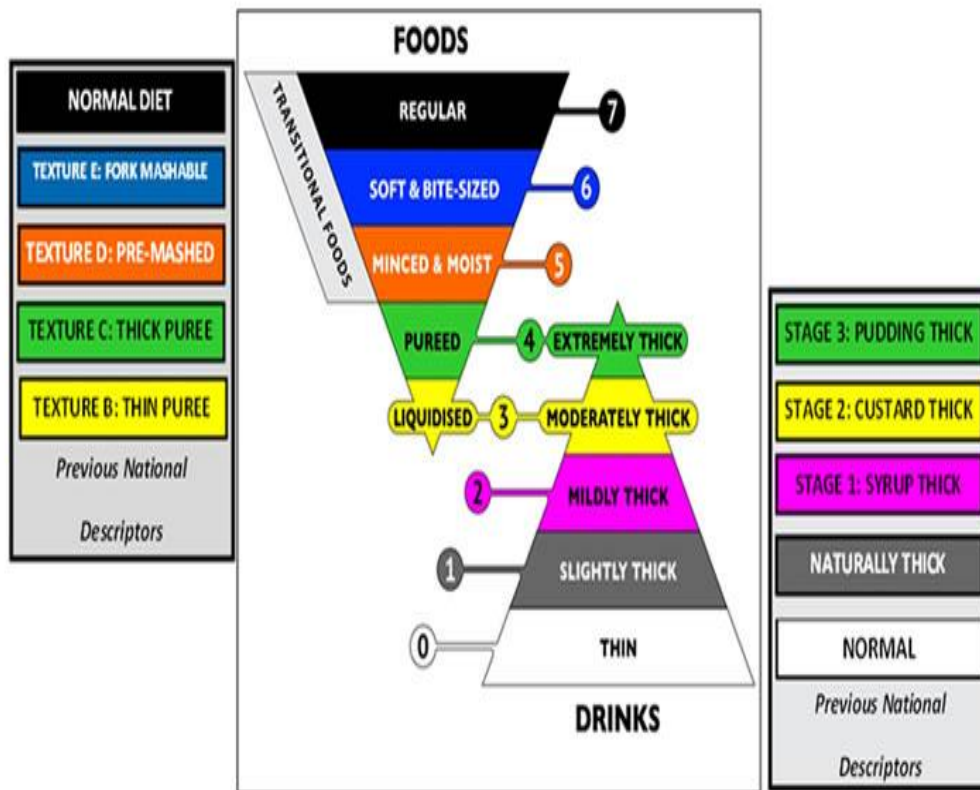 NORMAL DIET
TEXTURE E: FORK MASHABLE
TEXTURE D: PRE-MASHED
TEXTURE C: THICK PUREE
TEXTURE B: THIN PUREE
Previous National
Descriptors
FOODS
TRANSITIONAL FOODS
REGULAR
7
SOFT & BITE-SIZED
6
MINCED & MOIST
5
PUREED
4
EXTREMELY THICK
LIQUIDISED
3
MODERATELY THICK
2
MILDLY THICK
1
SLIGHTLY THICK
0
THIN
DRINKS
STAGE 3: PUDDING THICK
STAGE 2: CUSTARD THICK
STAGE 1: SYRUP THICK
NATURALLY THICK
NORMAL
Previous National
Descriptors